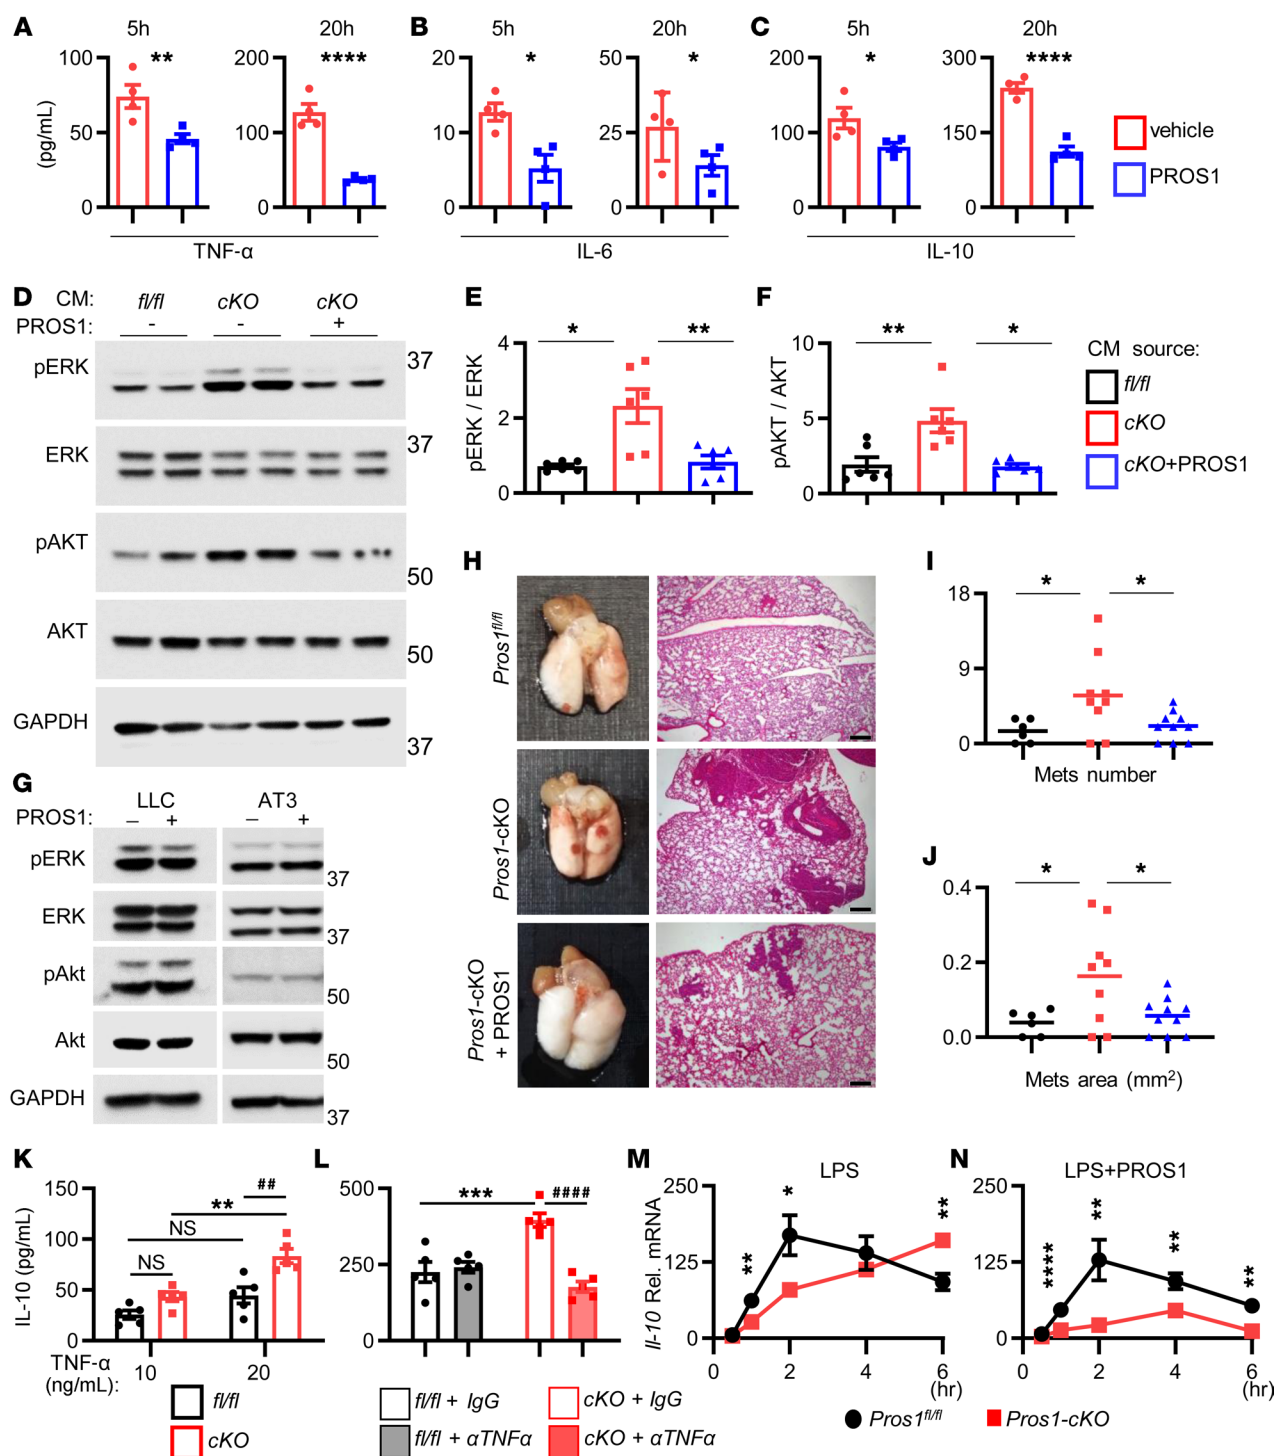 A
5h
**
20h
****
B
5h
*
20h
*
C
5h
*
20h
****
100
50
0
(pg/mL)
200
100
0
20
10
0
50
25
0
200
100
0
300
150
0
vehicle
PROS1
TNF-α
IL-6
IL-10
D
CM: fl/fl cKO cKO
PROS1: - - +
pERK 37
ERK 37
pAKT 50
AKT 50
GAPDH 37
E
* **
4
2
0
pERK / ERK
F
** *
10
5
0
pAKT / AKT
CM source:
fl/fl
cKO
cKO+PROS1
G
LLC AT3
PROS1: – + – +
pERK 37
ERK 37
pAkt 50
Akt 50
GAPDH 37
H
Pros1fl/fl
Pros1-cKO
Pros1-cKO
+ PROS1
I
* *
18
9
0
Mets number
J
* *
0.4
0.2
0.0
Mets area (mm²)
K
##
**
NS
NS
150
100
50
0
IL-10 (pg/mL)
TNF-α
(ng/mL):
10 20
fl/fl
cKO
L
*** ####
500
250
0
fl/fl + IgG
fl/fl + αTNFα
cKO + IgG
cKO + αTNFα
M
LPS
250
125
0
Il-10 Rel. mRNA
** * **
0 2 4 6
(hr)
N
LPS+PROS1
250
125
0
**** ** ** **
0 2 4 6
(hr)
Pros1fl/fl
Pros1-cKO